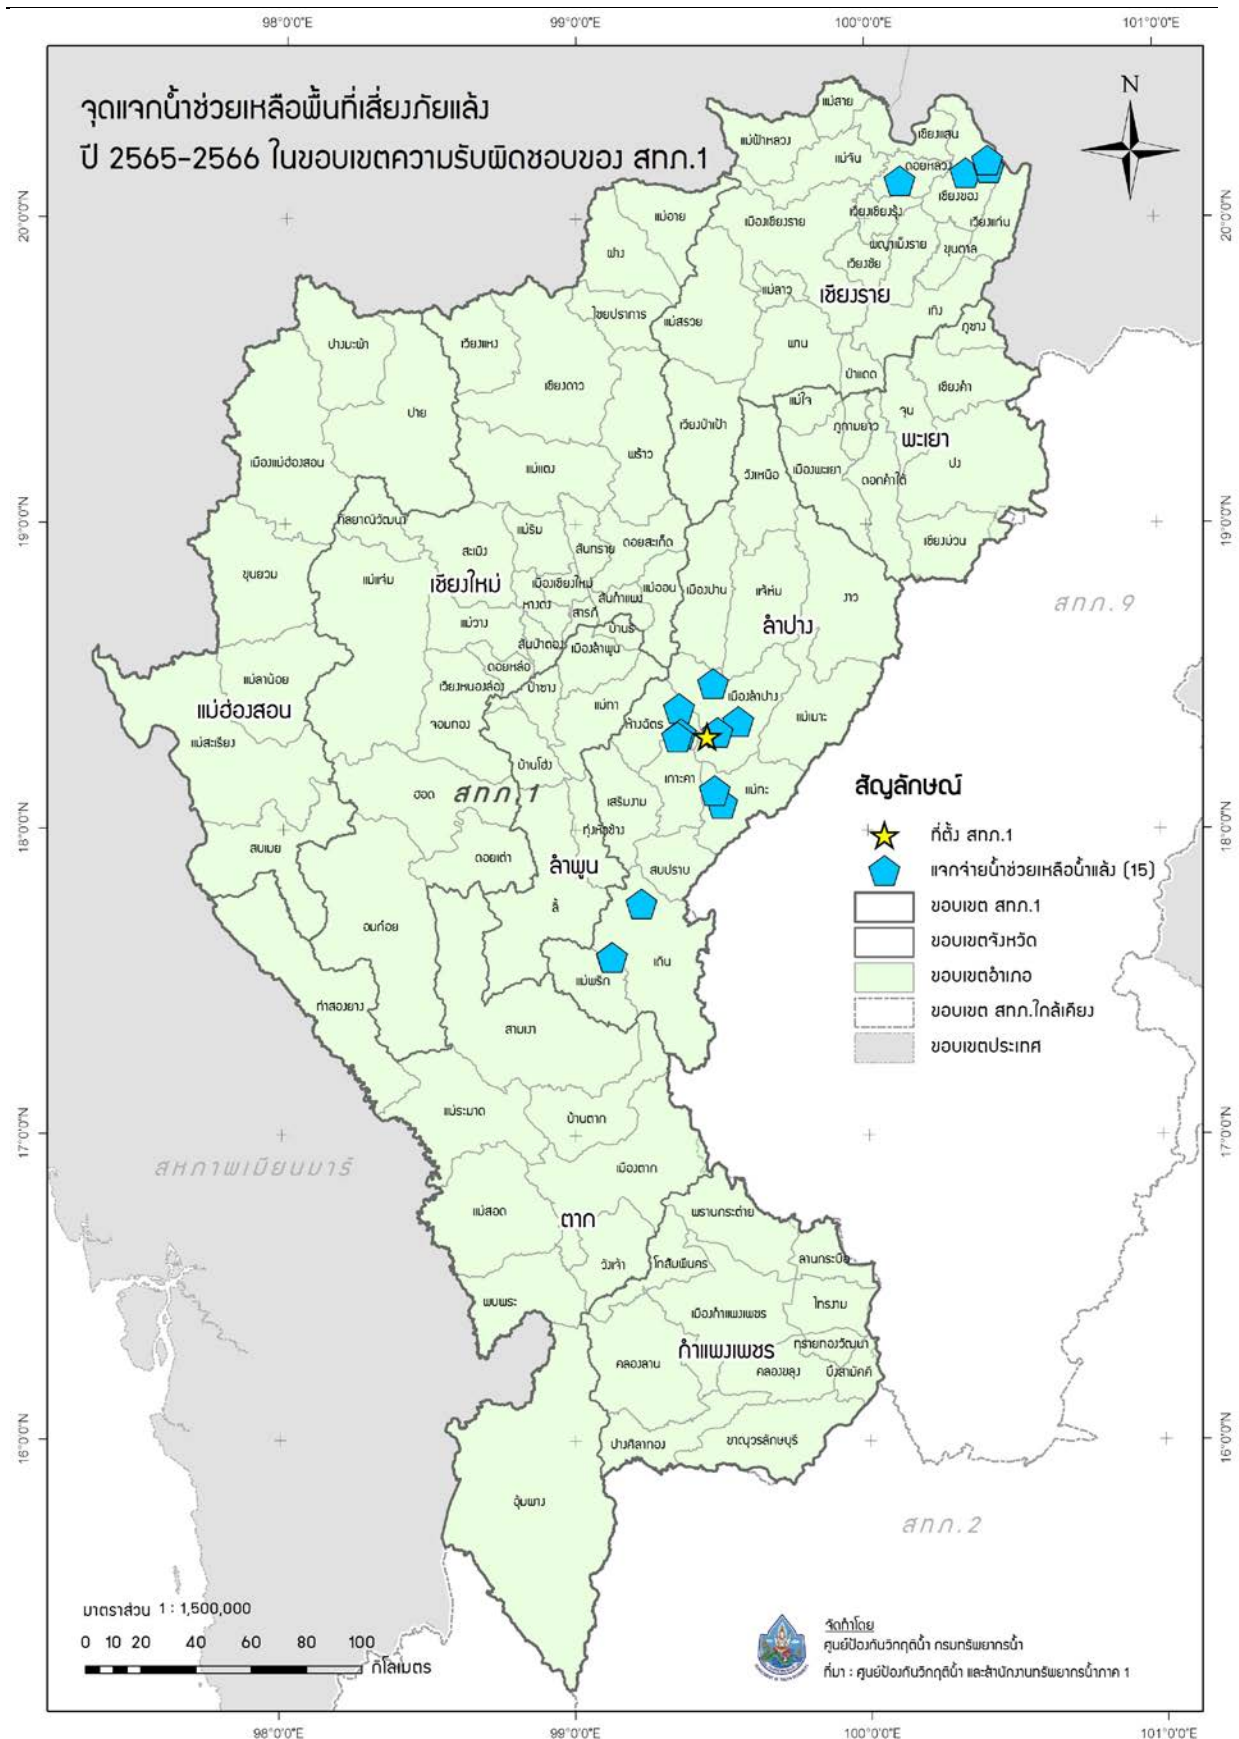 98°0'0"E 99°0'0"E 100°0'0"E 101°0'0"E
จุดแจกน้ำช่วยเหลือพื้นที่เสี่ยงภัยแล้ง
ปี 2565-2566 ในขอบเขตความรับผิดชอบของ สทภ.1
N
20°0'0"N
19°0'0"N
18°0'0"N
17°0'0"N
16°0'0"N
20°0'0"N
19°0'0"N
18°0'0"N
17°0'0"N
16°0'0"N
แม่สาย
เชียงแสน
แม่ฟ้าหลวง
แม่จัน
ดอยหลวง
เชียงของ
แม่อาย
เมืองเชียงราย
เวียงเชียงรุ้ง
เวียงแก่น
ฝาง
พญาเม็งราย
ขุนตาล
เวียงชัย
แม่ลาว
เชียงราย
ไชยปราการ
แม่สรวย
เทิง
ภูซาง
ปางมะผ้า
เวียงแหง
พาน
ป่าแดด
เชียงดาว
เชียงคำ
แม่ใจ
จุน
ปาย
เวียงป่าเป้า
ภูกามยาว
พะเยา
เมืองแม่ฮ่องสอน
แม่แตง
พร้าว
วังเหนือ
เมืองพะเยา
ปง
ดอกคำใต้
กัลยาณิวัฒนา
แม่ริม
สันทราย
ดอยสะเก็ด
เชียงม่วน
สะเมิง
ขุนยวม
แม่แจ่ม
เชียงใหม่
เมืองเชียงใหม่
แม่ออน
เมืองปาน
แจ้ห่ม
งาว
หางดง
สันกำแพง
สารภี
สทภ.9
แม่วาง
บ้านธิ
ลำปาง
สันป่าตอง
เมืองลำพูน
ดอยหล่อ
แม่ลาน้อย
เวียงหนองล่อง
ป่าซาง
เมืองลำปาง
แม่ฮ่องสอน
จอมทอง
แม่ทา
ห้างฉัตร
แม่เมาะ
แม่สะเรียง
บ้านโฮ่ง
เกาะคา
แม่ทะ
ฮอด
สทภ.1
เสริมงาม
ทุ่งหัวช้าง
สบเมย
ดอยเต่า
ลำพูน
สบปราบ
ลี้
อมก๋อย
เถิน
แม่พริก
ท่าสองยาง
สามเงา
แม่ระมาด
บ้านตาก
สหภาพเมียนมาร์
เมืองตาก
แม่สอด
ตาก
พรานกระต่าย
วังเจ้า
โกสัมพีนคร
ลานกระบือ
พบพระ
เมืองกำแพงเพชร
ไทรงาม
กำแพงเพชร
ทรายทองวัฒนา
คลองลาน
คลองขลุง
บึงสามัคคี
ปางศิลาทอง
ขาณุวรลักษบุรี
อุ้มผาง
สทภ.2
สัญลักษณ์
ที่ตั้ง สทภ.1
แจกจ่ายน้ำช่วยเหลือน้ำแล้ง (15)
ขอบเขต สทภ.1
ขอบเขตจังหวัด
ขอบเขตอำเภอ
ขอบเขต สทภ.ใกล้เคียง
ขอบเขตประเทศ
มาตราส่วน 1 : 1,500,000
0 10 20 40 60 80 100
กิโลเมตร
จัดทำโดย
ศูนย์ป้องกันวิกฤติน้ำ กรมทรัพยากรน้ำ
ที่มา : ศูนย์ป้องกันวิกฤติน้ำ และสำนักงานทรัพยากรน้ำภาค 1
98°0'0"E 99°0'0"E 100°0'0"E 101°0'0"E